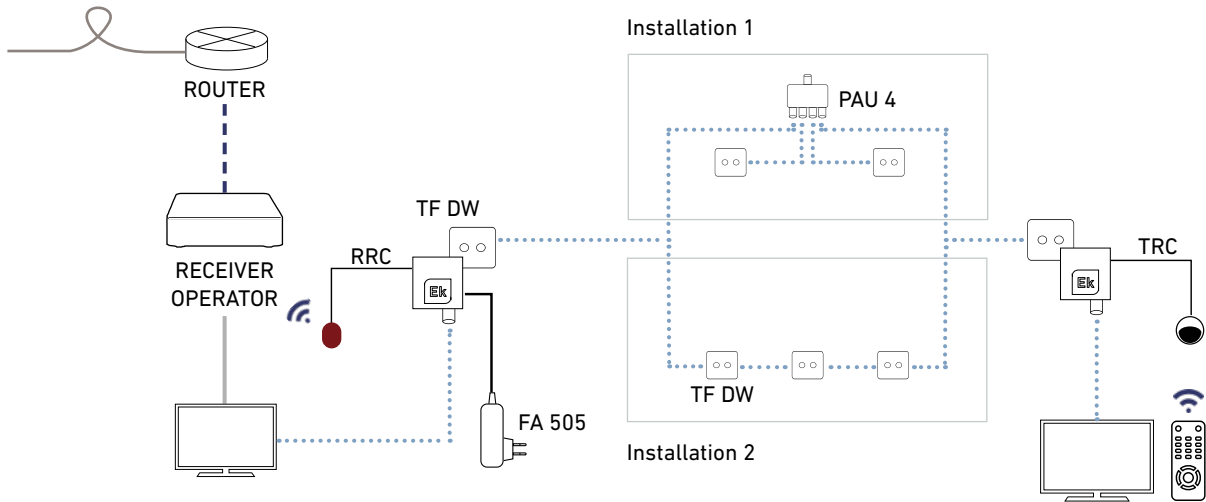 Installation 1
ROUTER
PAU 4
TF DW
RRC
TRC
RECEIVER
OPERATOR
Ek
Ek
TF DW
FA 505
Installation 2